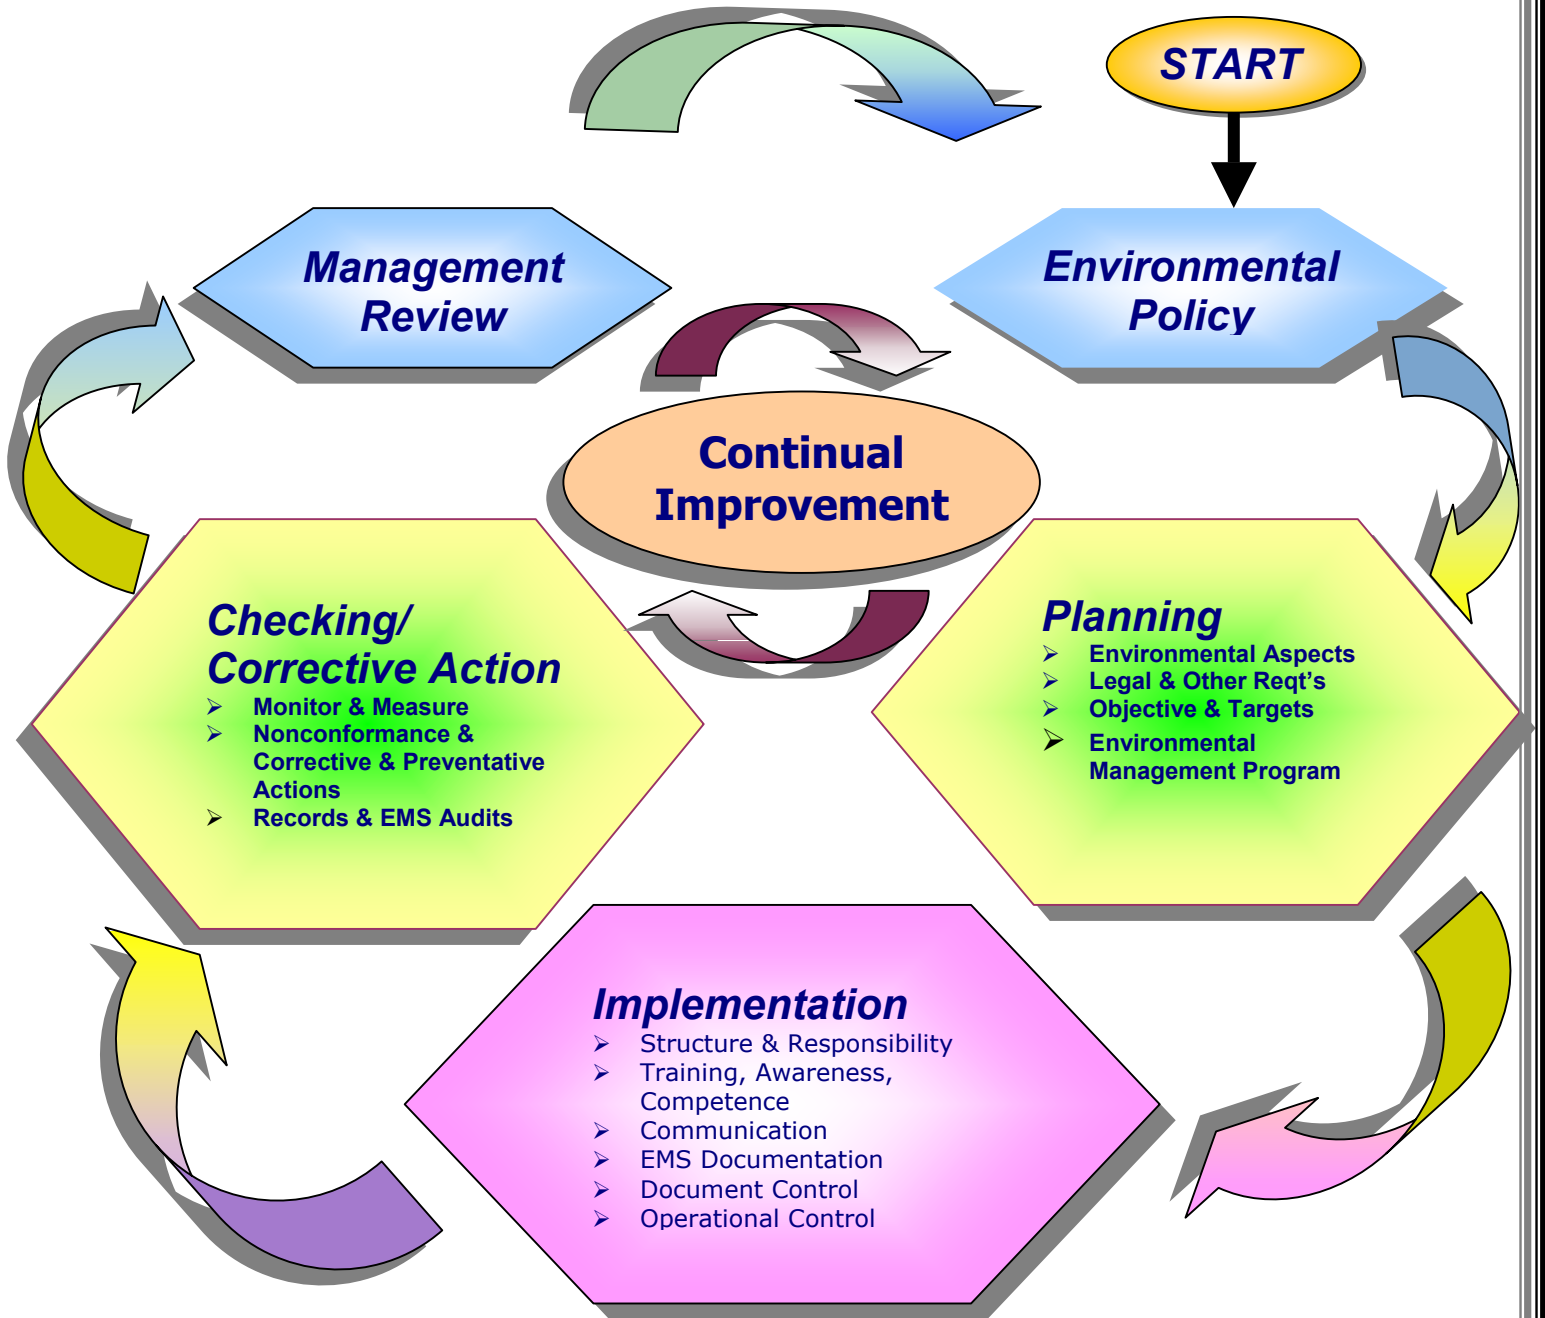 START
Management
Review
Environmental
Policy
Continual
Improvement
Checking/
Corrective Action
➢ Monitor & Measure
➢ Nonconformance &
Corrective & Preventative
Actions
➢ Records & EMS Audits
Planning
➢ Environmental Aspects
➢ Legal & Other Reqt's
➢ Objective & Targets
➢ Environmental
Management Program
Implementation
➢ Structure & Responsibility
➢ Training, Awareness,
Competence
➢ Communication
➢ EMS Documentation
➢ Document Control
➢ Operational Control